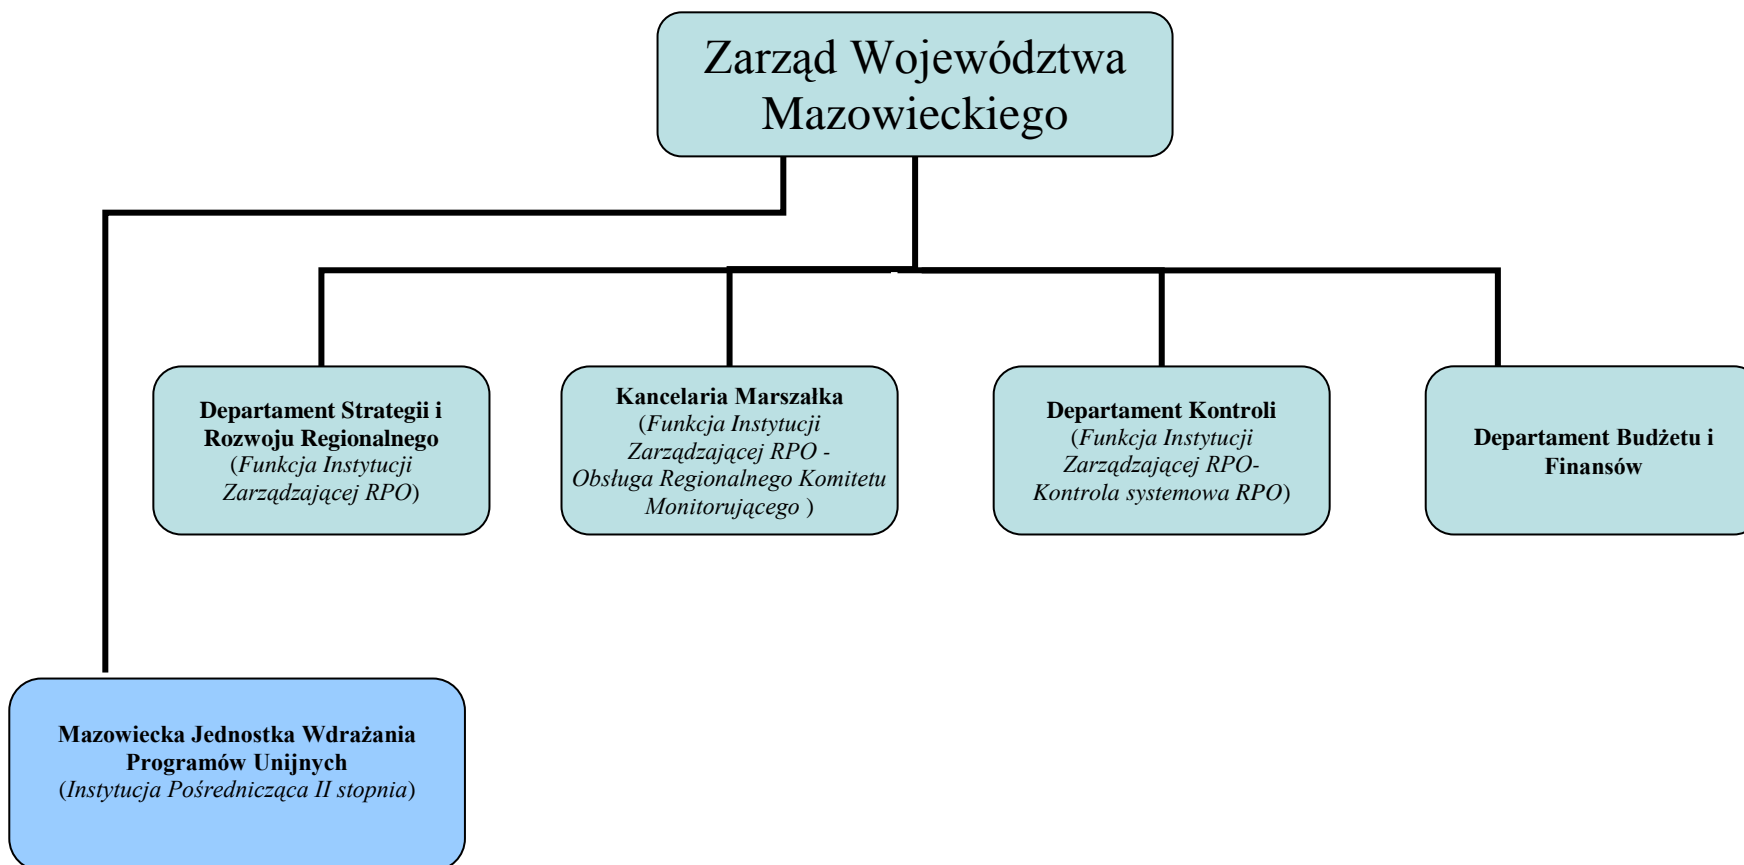 Zarząd Województwa
Mazowieckiego
Departament Strategii i
Rozwoju Regionalnego
(Funkcja Instytucji
Zarządzającej RPO)
Kancelaria Marszałka
(Funkcja Instytucji
Zarządzającej RPO -
Obsługa Regionalnego Komitetu
Monitorującego )
Departament Kontroli
(Funkcja Instytucji
Zarządzającej RPO-
Kontrola systemowa RPO)
Departament Budżetu i
Finansów
Mazowiecka Jednostka Wdrażania
Programów Unijnych
(Instytucja Pośrednicząca II stopnia)